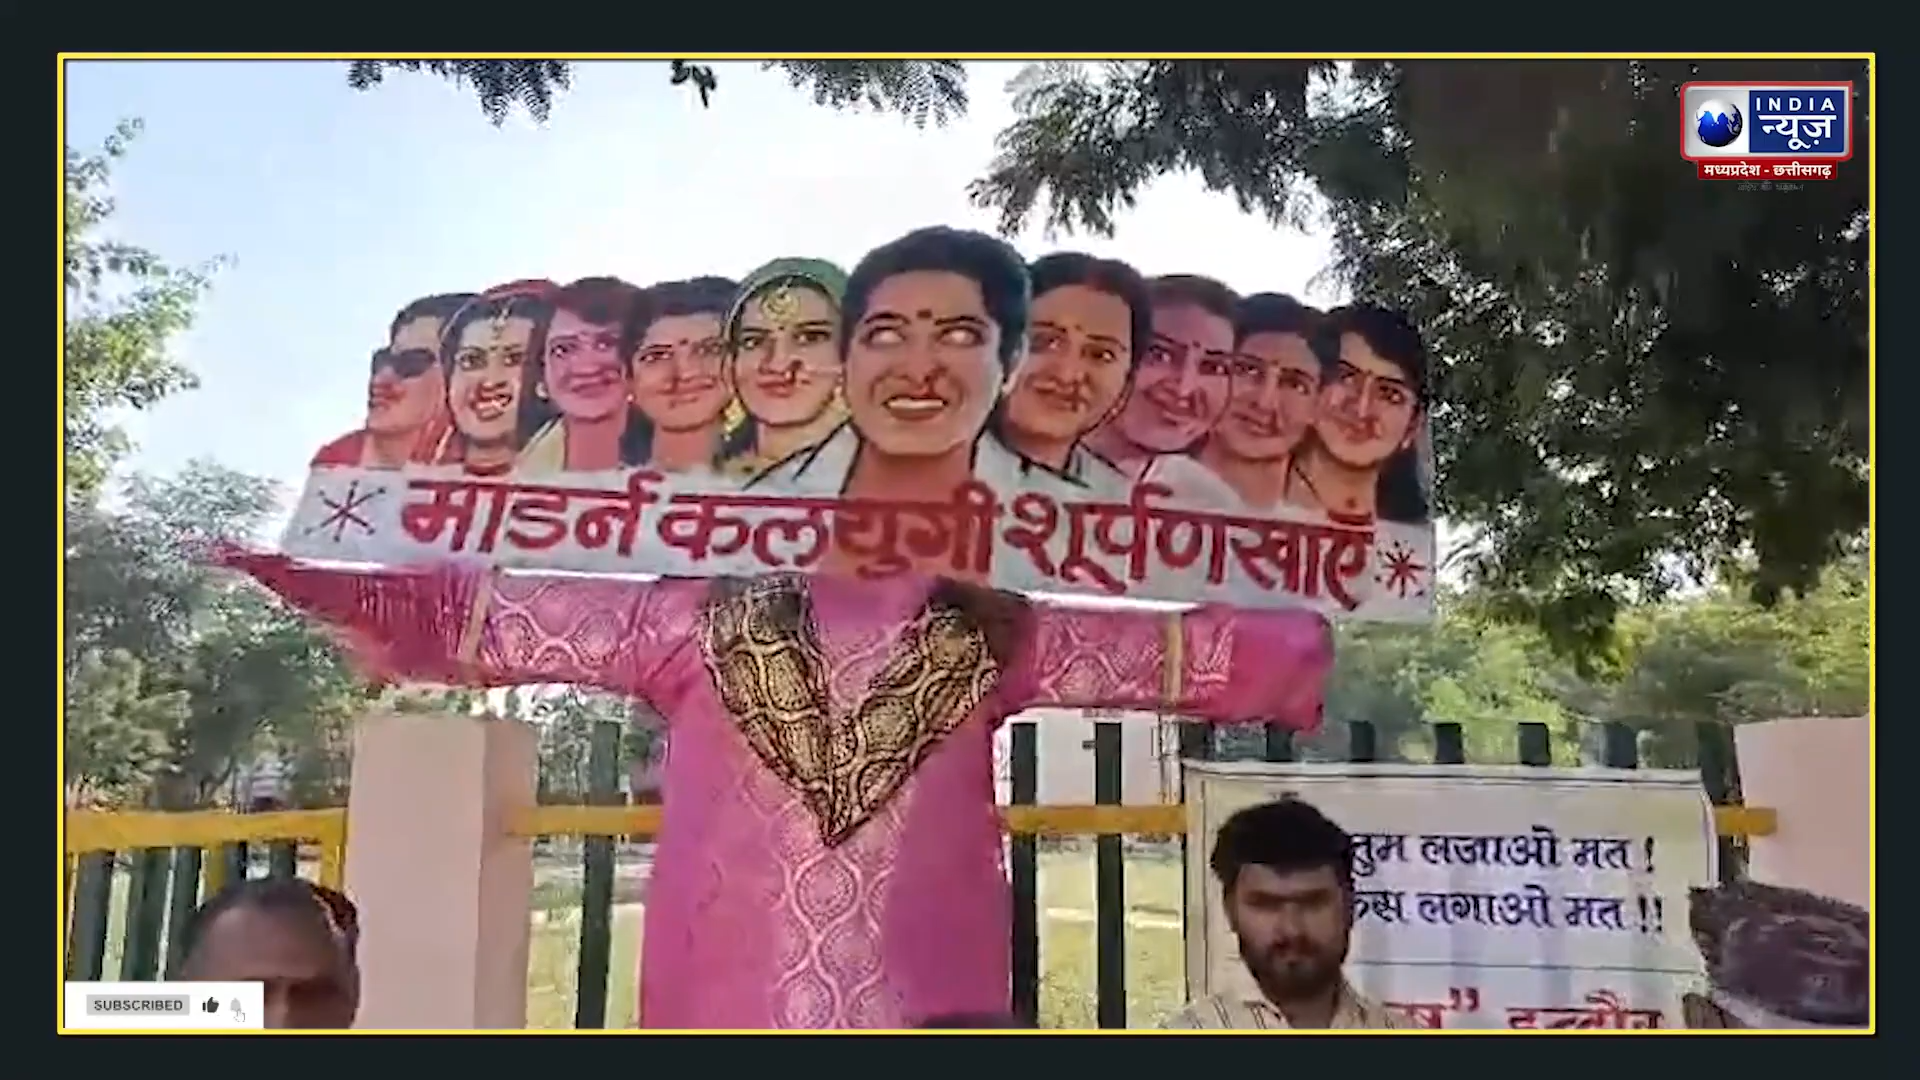 INDIA
न्यूज़
मध्यप्रदेश - छत्तीसगढ़
माडर्न कलयुगी शूर्पणखाएँ
तुम लजाओ मत !
लगाओ मत !!
SUBSCRIBED